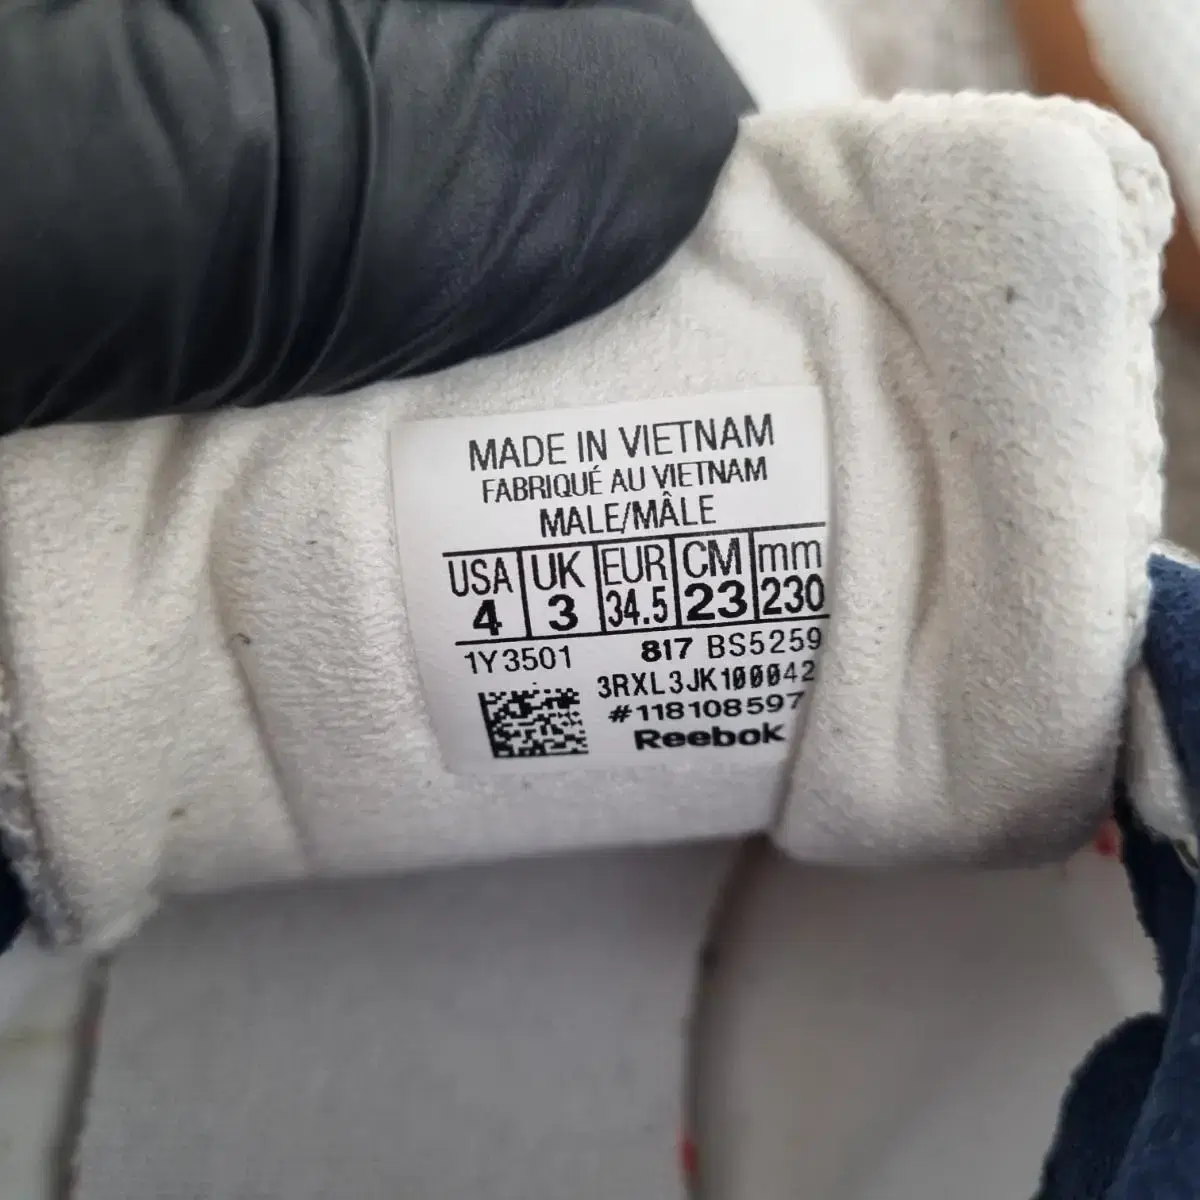 MADE IN VIETNAM
FABRIQUÉ AU VIETNAM
MALE/MÂLE
USA UK EUR CM mm
4 3 34.5 23 230
1Y3501 817 BS5259
3RXL3JK100042
#118108597
Reebok